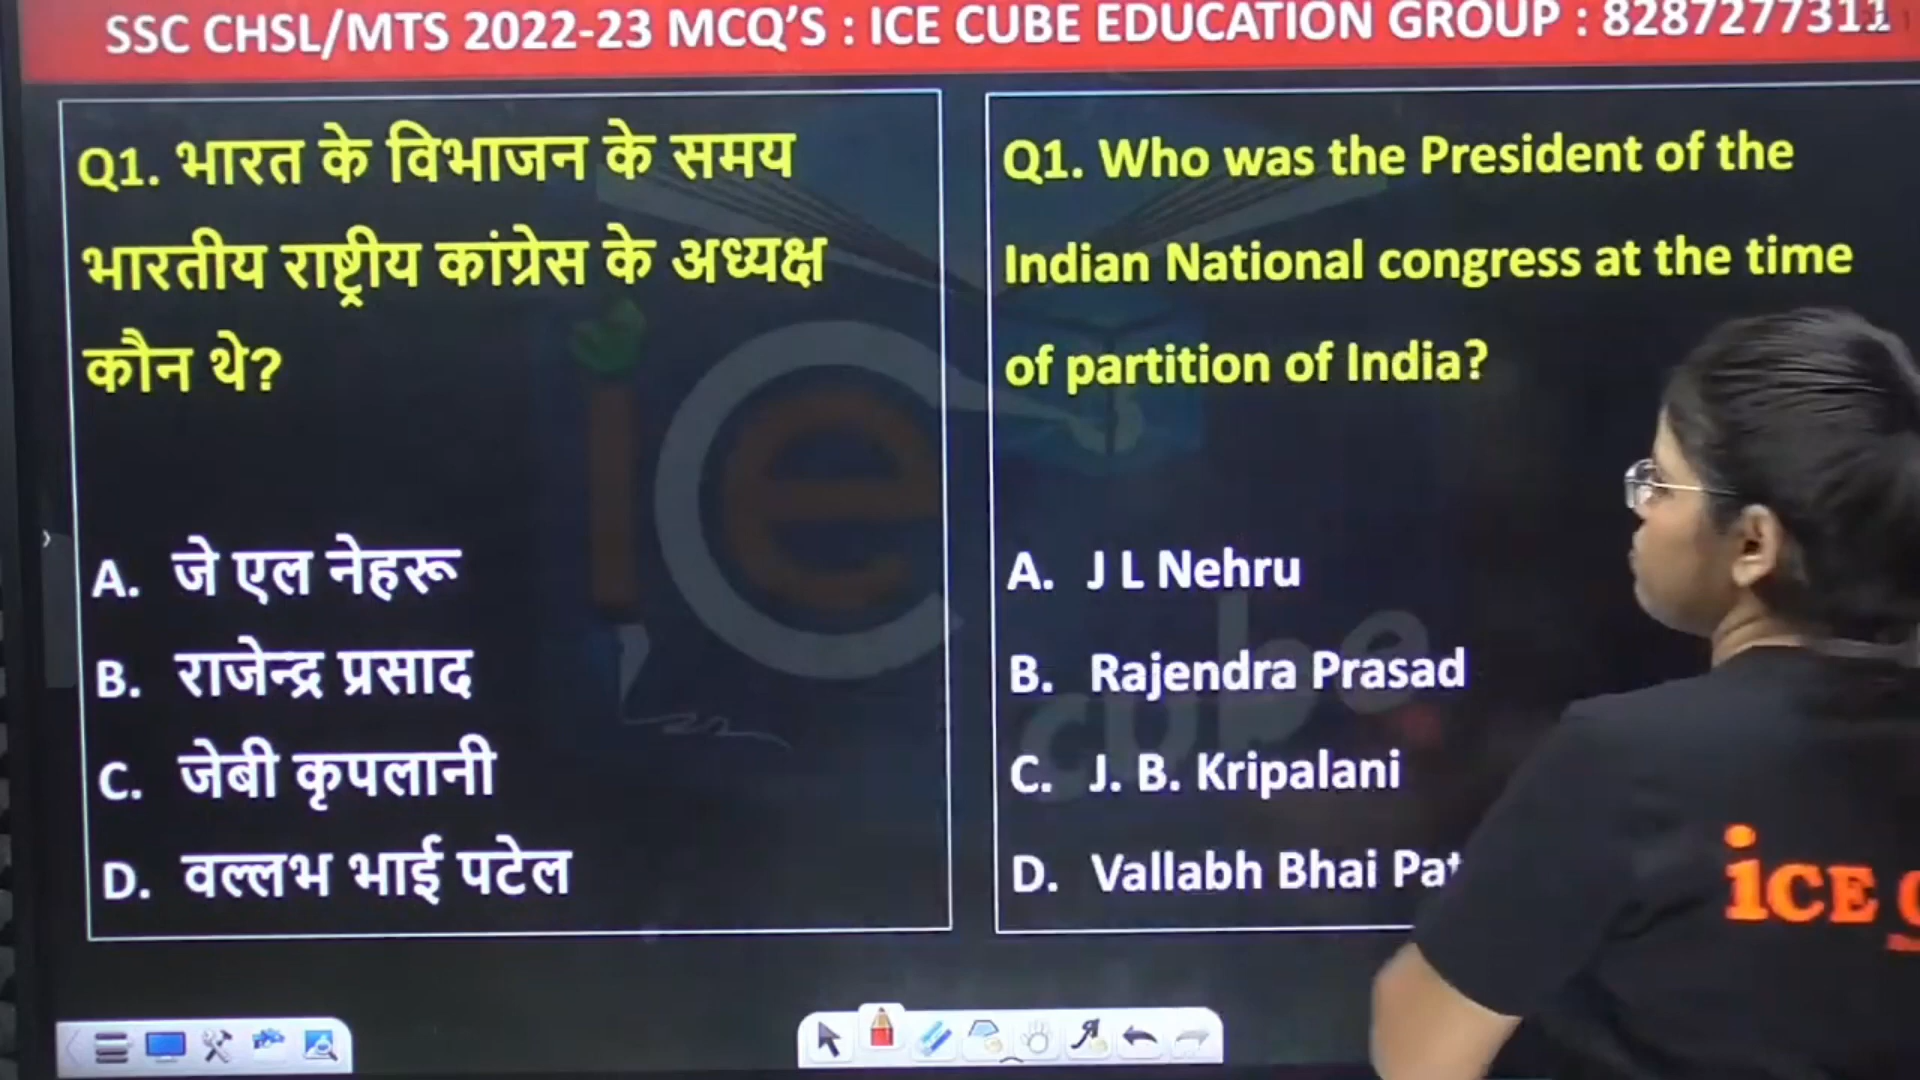 SSC CHSL/MTS 2022-23 MCQ'S : ICE CUBE EDUCATION GROUP : 8287277311
Q1. भारत के विभाजन के समय
भारतीय राष्ट्रीय कांग्रेस के अध्यक्ष
कौन थे?
A. जे एल नेहरू
B. राजेन्द्र प्रसाद
C. जेबी कृपलानी
D. वल्लभ भाई पटेल
Q1. Who was the President of the
Indian National congress at the time
of partition of India?
A. J L Nehru
B. Rajendra Prasad
C. J. B. Kripalani
D. Vallabh Bhai
ice
cube
iCE